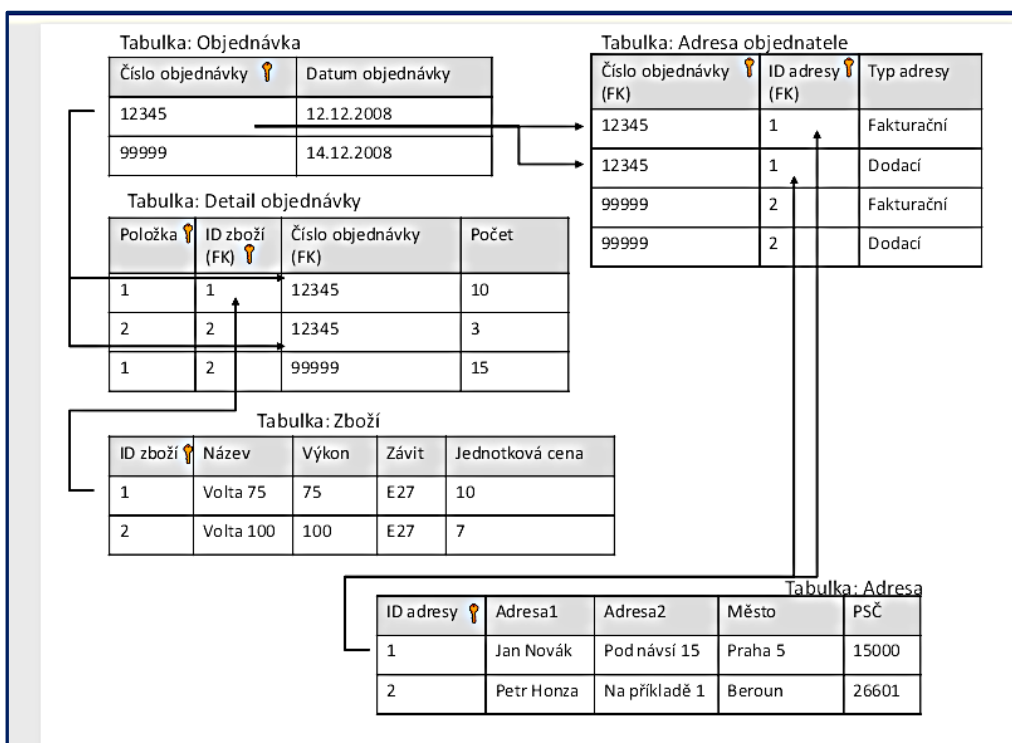 Tabulka: Objednávka
Číslo objednávky Datum objednávky
12345 12.12.2008
99999 14.12.2008
Tabulka: Adresa objednatele
Číslo objednávky ID adresy Typ adresy
(FK) (FK)
12345 1 Fakturační
12345 1 Dodací
99999 2 Fakturační
99999 2 Dodací
Tabulka: Detail objednávky
Položka ID zboží Číslo objednávky Počet
(FK) (FK)
1 1 12345 10
2 2 12345 3
1 2 99999 15
Tabulka: Zboží
ID zboží Název Výkon Závit Jednotková cena
1 Volta 75 75 E27 10
2 Volta 100 100 E27 7
Tabulka: Adresa
ID adresy Adresa1 Adresa2 Město PSČ
1 Jan Novák Pod návsí 15 Praha 5 15000
2 Petr Honza Na příkladě 1 Beroun 26601